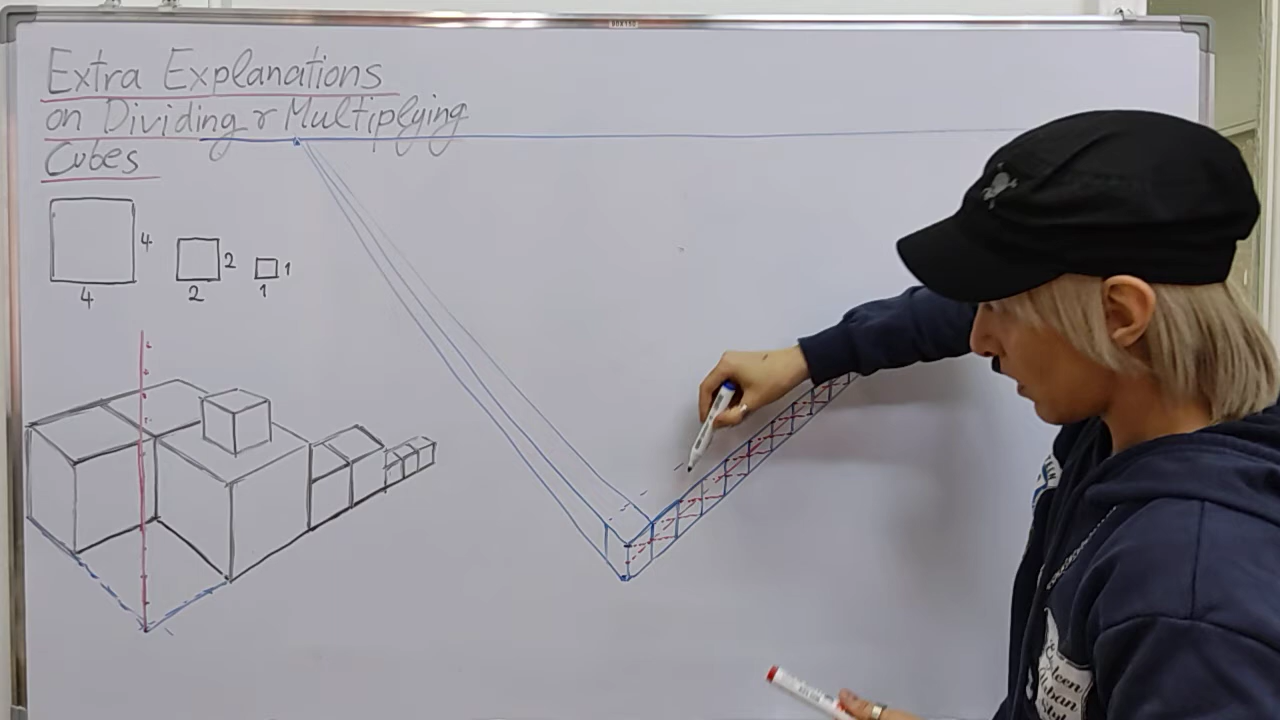 Extra Explanations
on Dividing & Multiplying
Cubes
4
4
2
2
1
1